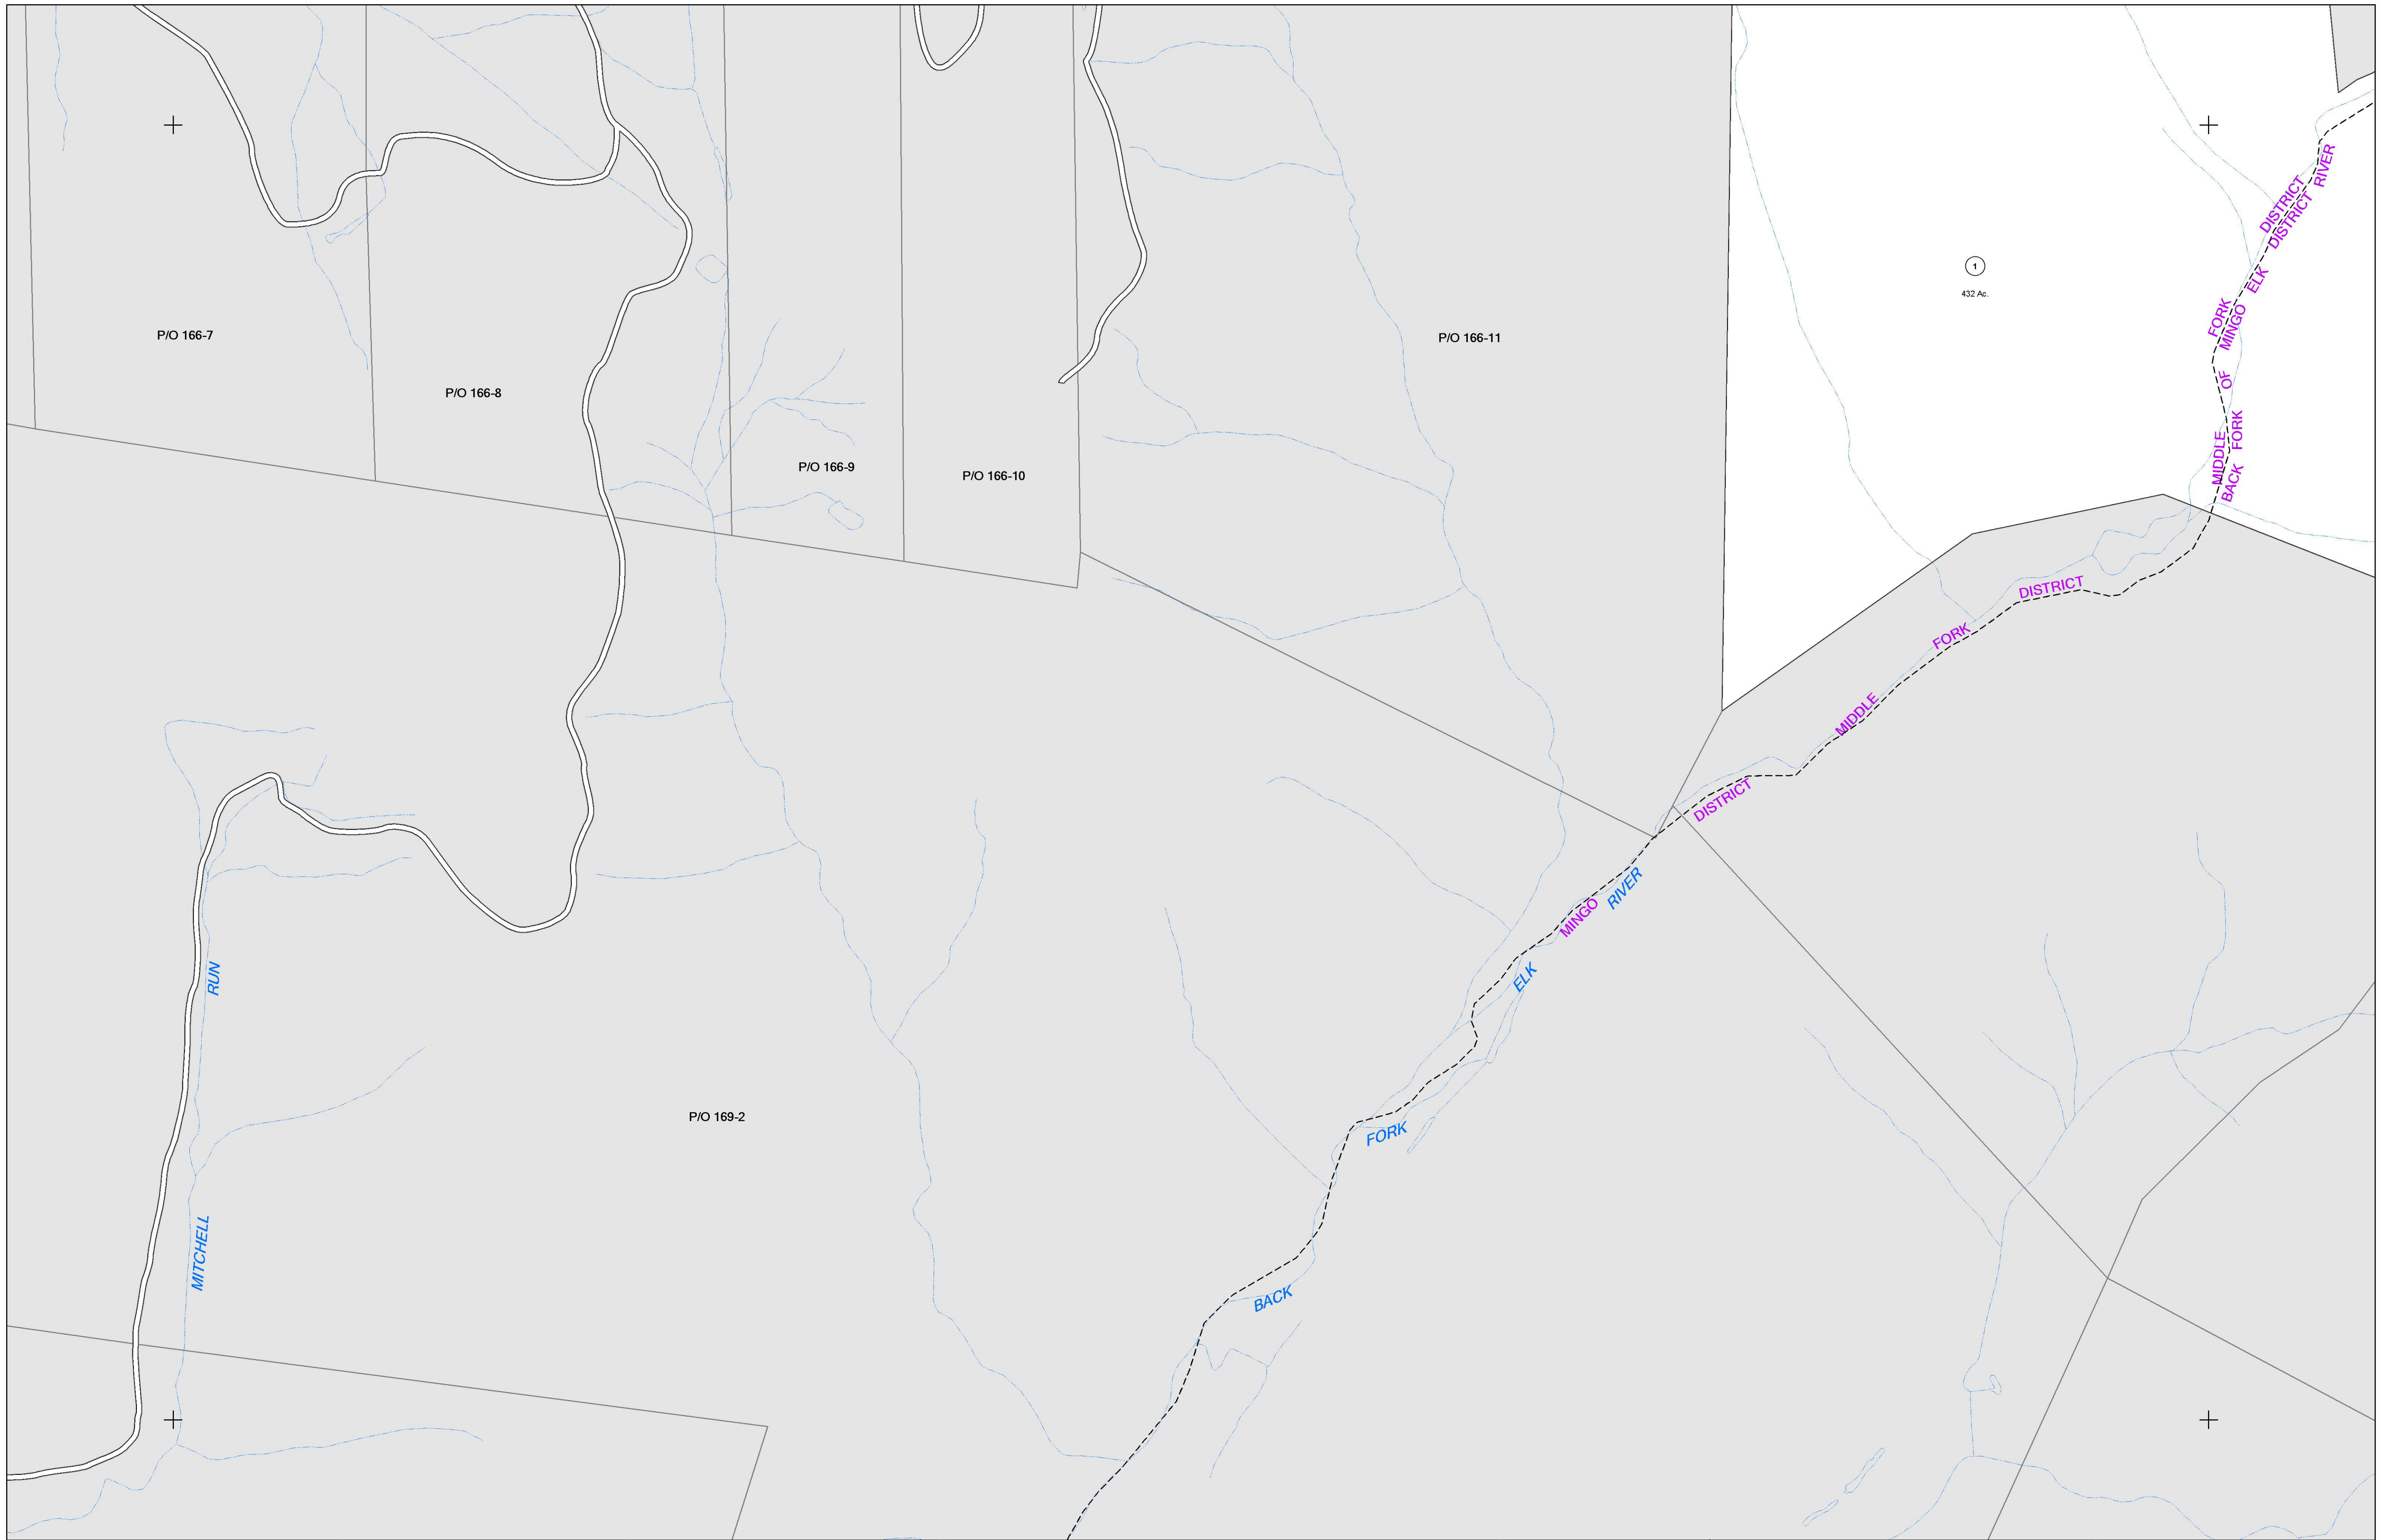 1
432 Ac.
P/O 166-7
P/O 166-8
P/O 166-9
P/O 166-10
P/O 166-11
P/O 169-2
MIDDLE FORK DISTRICT
MINGO DISTRICT
BACK FORK OF ELK RIVER
MIDDLE FORK DISTRICT
MINGO DISTRICT
BACK FORK ELK RIVER
MITCHELL RUN